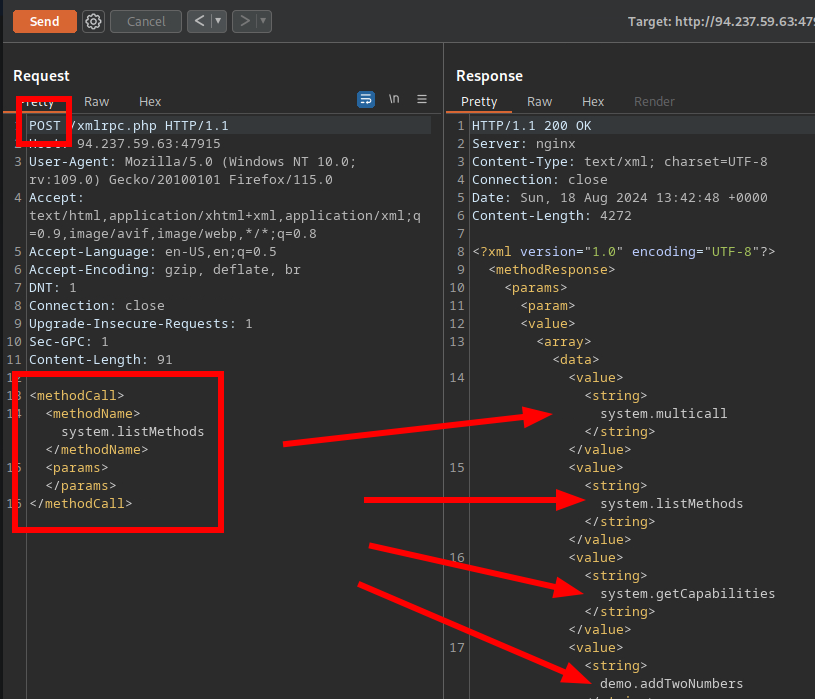 Send
Cancel
<
>
Target: http://94.237.59.63:479
Request
Pretty
Raw
Hex
\n
POST /xmlrpc.php HTTP/1.1
Host: 94.237.59.63:47915
3 User-Agent: Mozilla/5.0 (Windows NT 10.0;
rv:109.0) Gecko/20100101 Firefox/115.0
4 Accept:
text/html,application/xhtml+xml,application/xml;q
=0.9,image/avif,image/webp,*/*;q=0.8
5 Accept-Language: en-US,en;q=0.5
6 Accept-Encoding: gzip, deflate, br
7 DNT: 1
8 Connection: close
9 Upgrade-Insecure-Requests: 1
10 Sec-GPC: 1
11 Content-Length: 91
12
13 <methodCall>
14 <methodName>
system.listMethods
</methodName>
15 <params>
</params>
16 </methodCall>
Response
Pretty
Raw
Hex
Render
1 HTTP/1.1 200 OK
2 Server: nginx
3 Content-Type: text/xml; charset=UTF-8
4 Connection: close
5 Date: Sun, 18 Aug 2024 13:42:48 +0000
6 Content-Length: 4272
7
8 <?xml version="1.0" encoding="UTF-8"?>
9 <methodResponse>
10 <params>
11 <param>
12 <value>
13 <array>
<data>
14 <value>
<string>
system.multicall
</string>
</value>
15 <value>
<string>
system.listMethods
</string>
</value>
16 <value>
<string>
system.getCapabilities
</string>
</value>
17 <value>
<string>
demo.addTwoNumbers